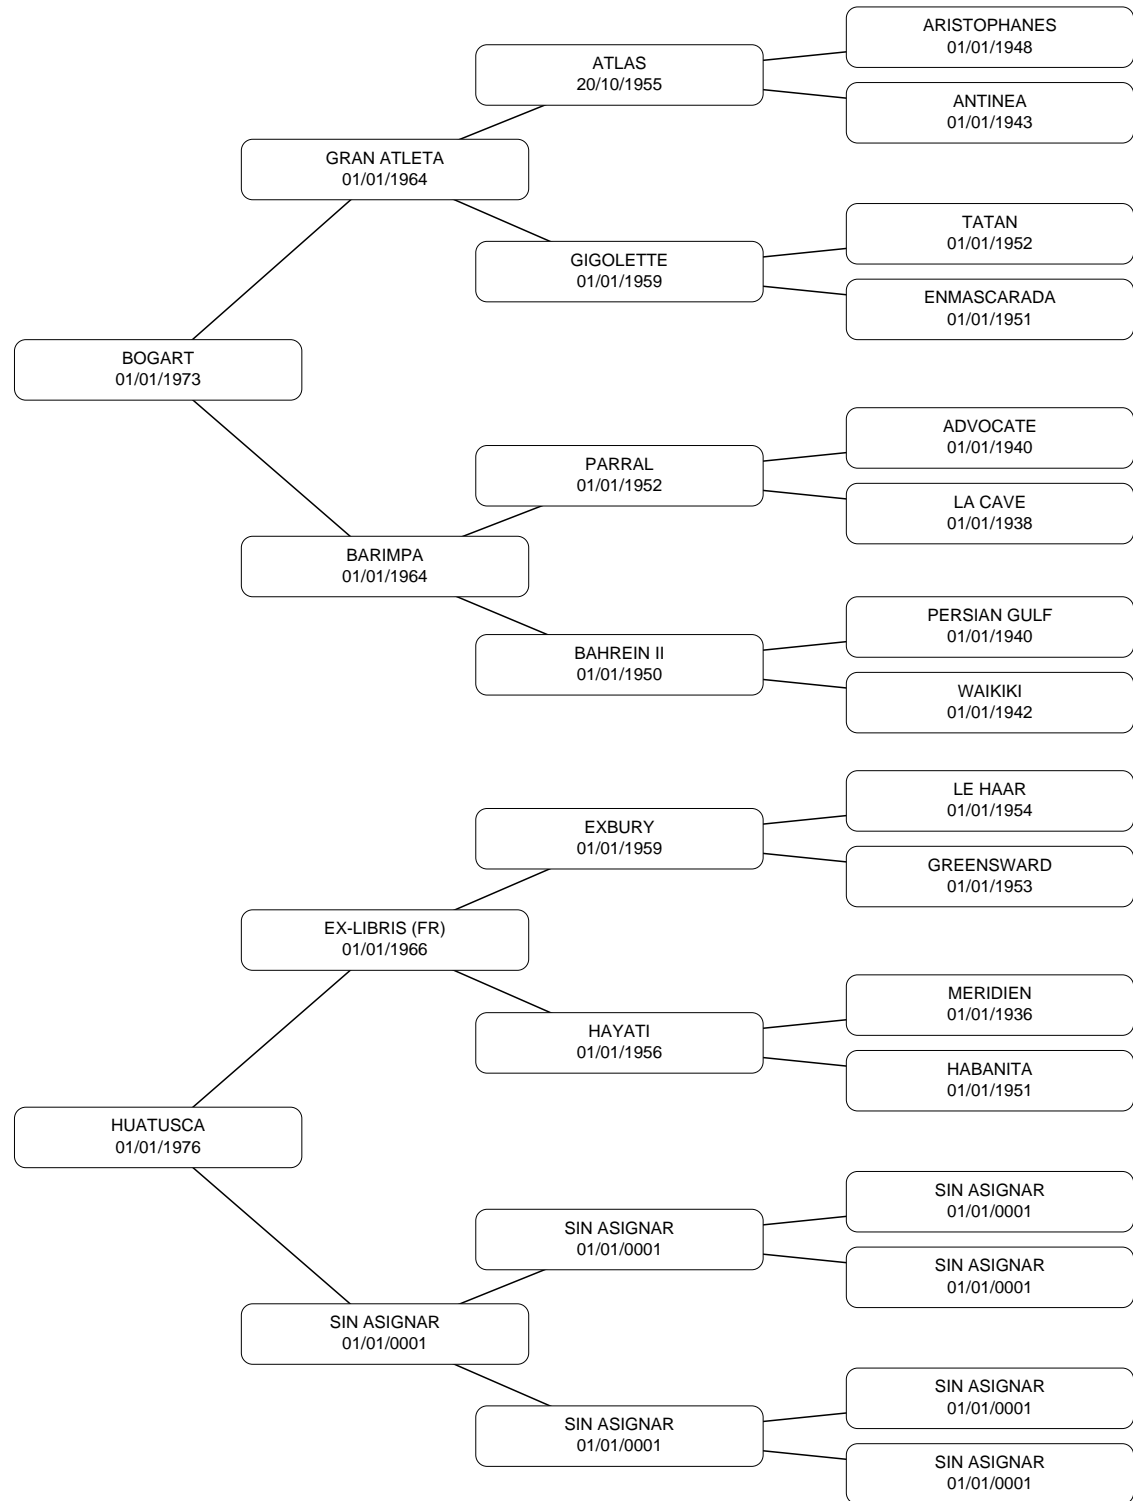 ARISTOPHANES
01/01/1948
ATLAS
20/10/1955
ANTINEA
01/01/1943
GRAN ATLETA
01/01/1964
TATAN
01/01/1952
GIGOLETTE
01/01/1959
ENMASCARADA
01/01/1951
BOGART
01/01/1973
ADVOCATE
01/01/1940
PARRAL
01/01/1952
LA CAVE
01/01/1938
BARIMPA
01/01/1964
PERSIAN GULF
01/01/1940
BAHREIN II
01/01/1950
WAIKIKI
01/01/1942
LE HAAR
01/01/1954
EXBURY
01/01/1959
GREENSWARD
01/01/1953
EX-LIBRIS (FR)
01/01/1966
MERIDIEN
01/01/1936
HAYATI
01/01/1956
HABANITA
01/01/1951
HUATUSCA
01/01/1976
SIN ASIGNAR
01/01/0001
SIN ASIGNAR
01/01/0001
SIN ASIGNAR
01/01/0001
SIN ASIGNAR
01/01/0001
SIN ASIGNAR
01/01/0001
SIN ASIGNAR
01/01/0001
SIN ASIGNAR
01/01/0001